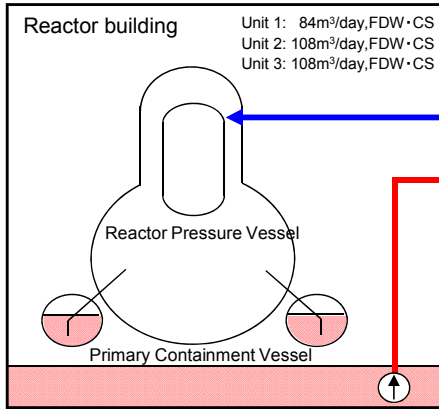 Reactor building
Unit 1: 84m³/day,FDW・CS
Unit 2: 108m³/day,FDW・CS
Unit 3: 108m³/day,FDW・CS
Reactor Pressure Vessel
Primary Containment Vessel